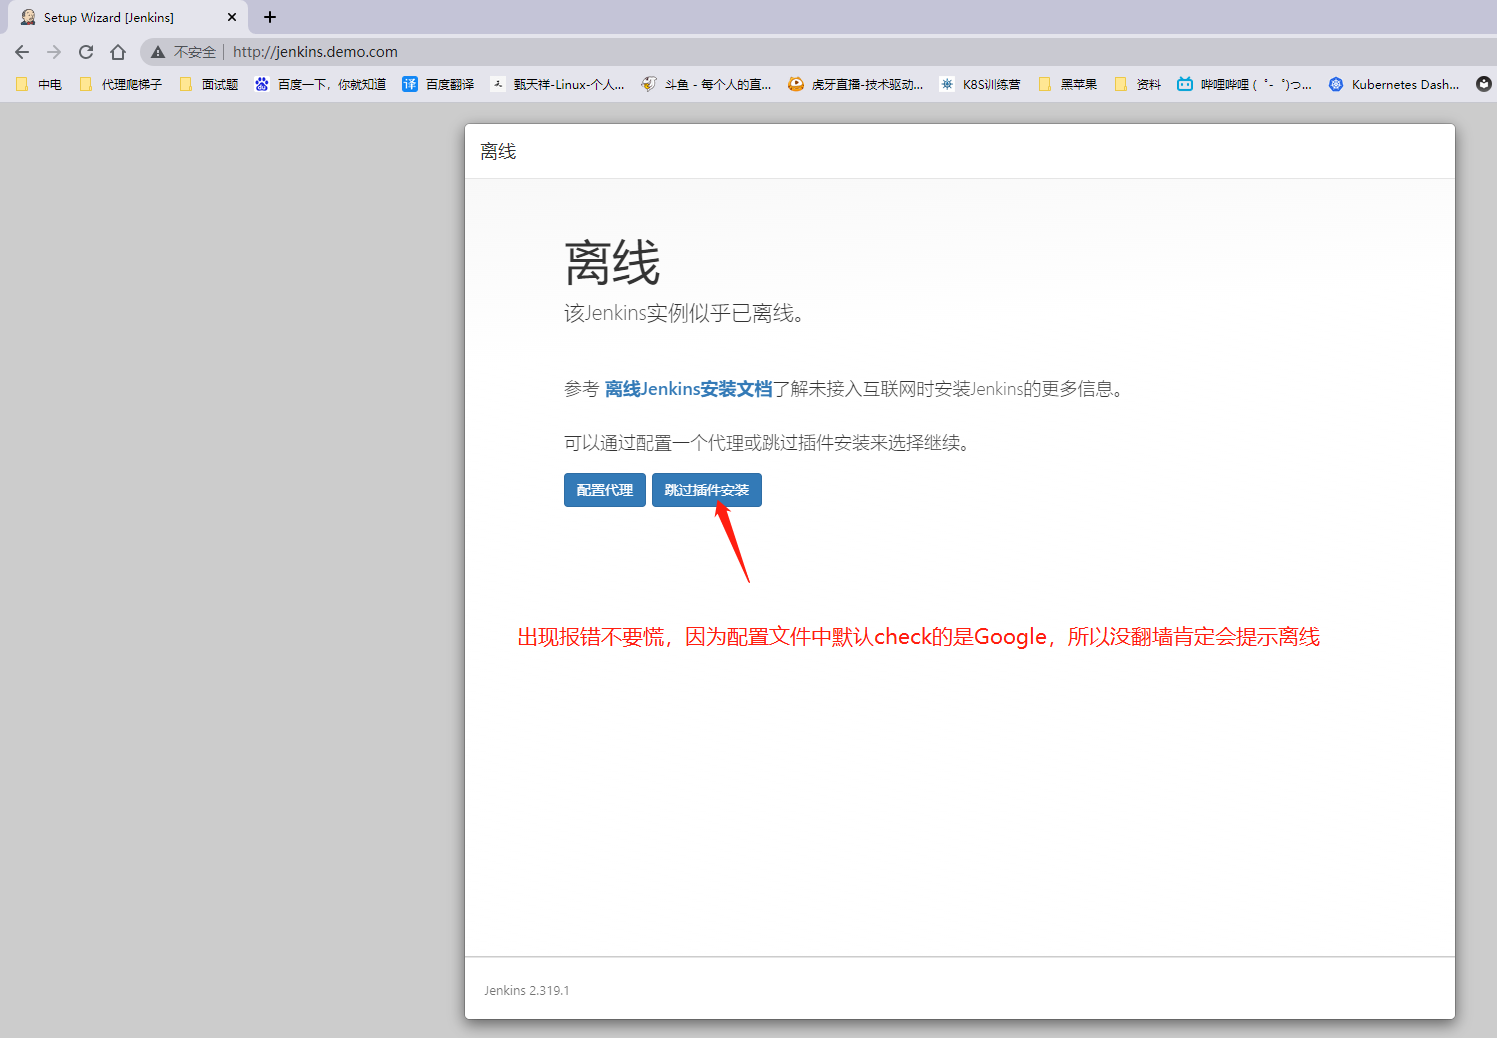 Setup Wizard [Jenkins]
不安全 http://jenkins.demo.com
中电 代理爬梯子 面试题 百度一下，你就知道 译 百度翻译 甄天祥-Linux-个人... 斗鱼 - 每个人的直... 虎牙直播-技术驱动... K8S训练营 黑苹果 资料 哔哩哔哩 ( ゜- ゜)つ... Kubernetes Dash...
离线
离线
该Jenkins实例似乎已离线。
参考 离线Jenkins安装文档了解未接入互联网时安装Jenkins的更多信息。
可以通过配置一个代理或跳过插件安装来选择继续。
配置代理 跳过插件安装
出现报错不要慌，因为配置文件中默认check的是Google，所以没翻墙肯定会提示离线
Jenkins 2.319.1